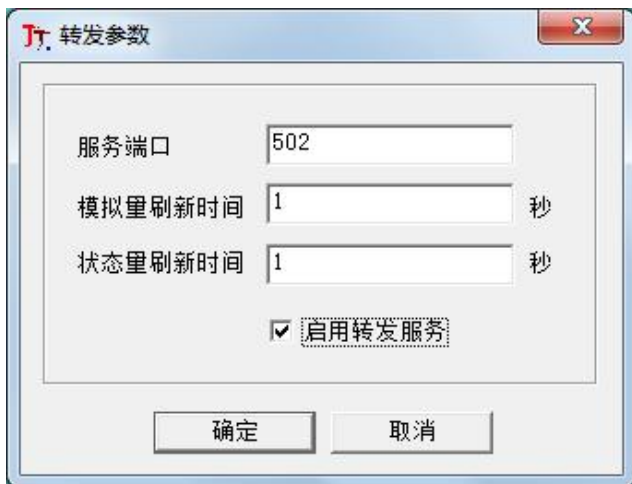 转发参数
服务端口 502
模拟量刷新时间 1 秒
状态量刷新时间 1 秒
启用转发服务
确定 取消